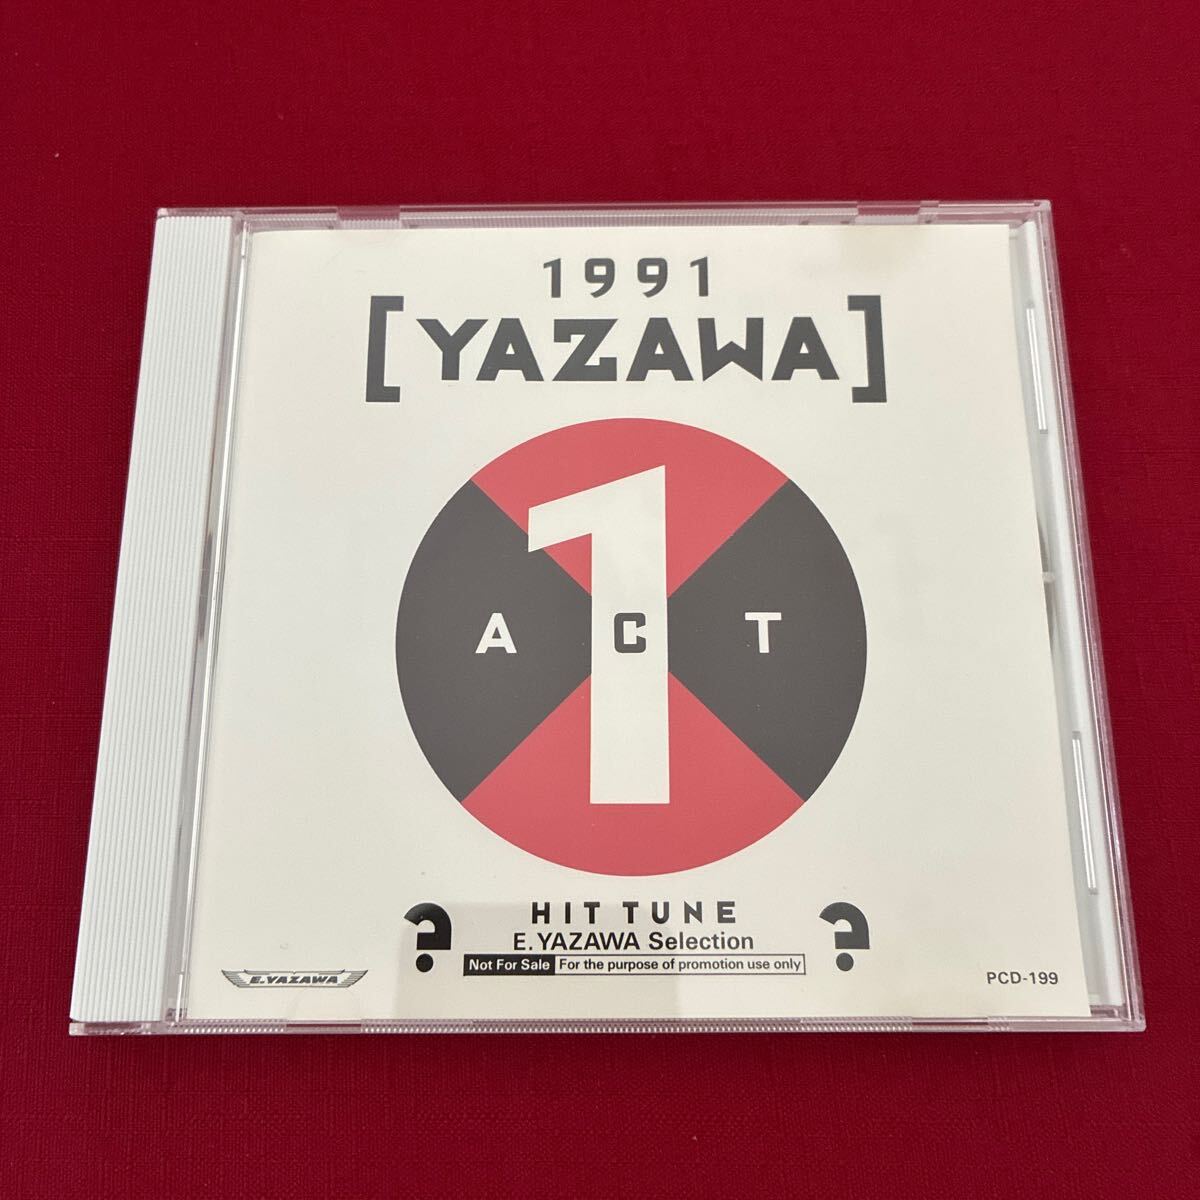 1991
[YAZAWA]
1
A C T
? HIT TUNE ?
E. YAZAWA Selection
Not For Sale For the purpose of promotion use only
E.YAZAWA
PCD-199